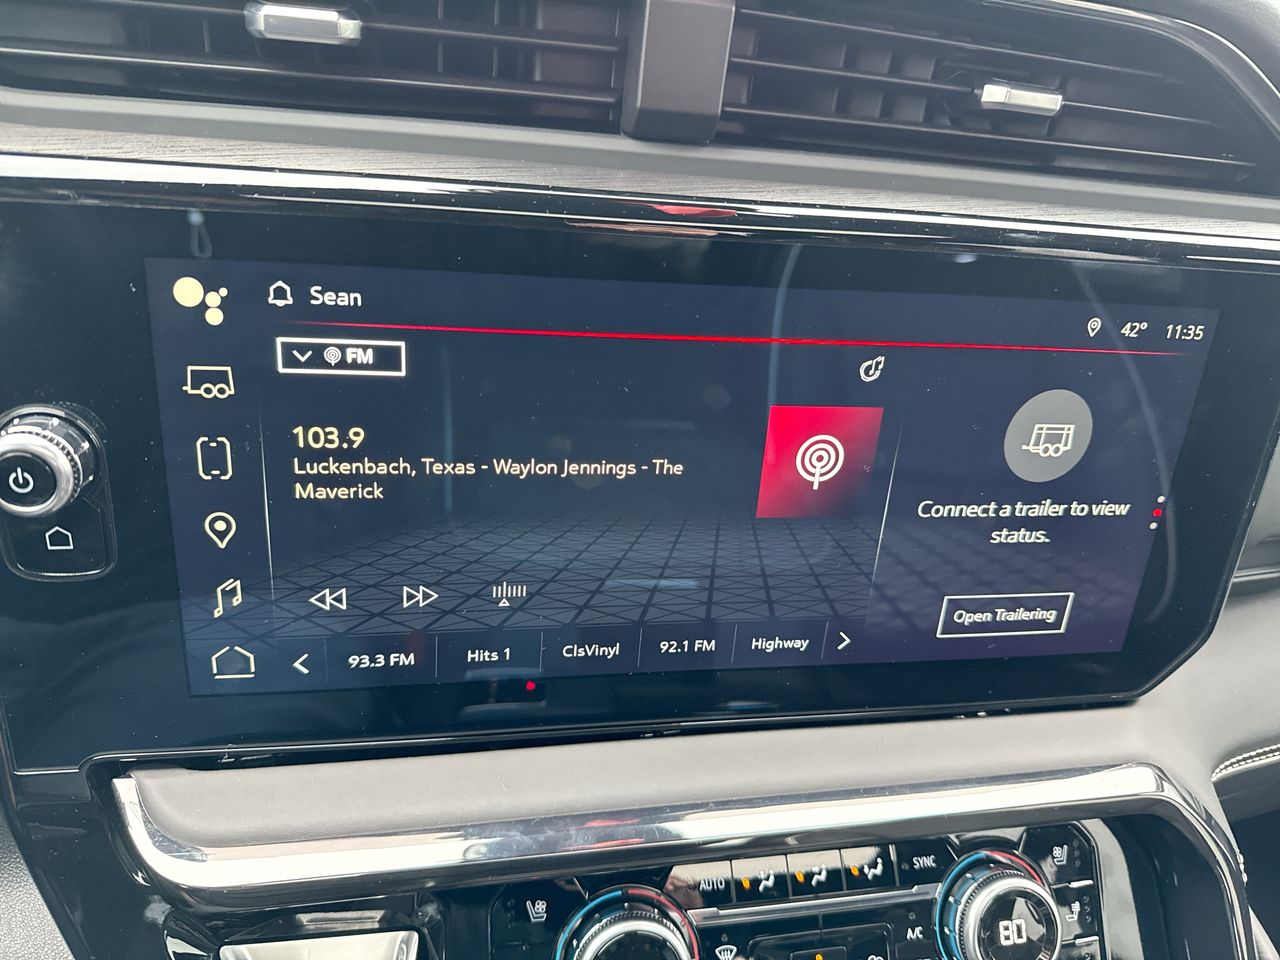 Sean
42° 11:35
FM
103.9
Luckenbach, Texas - Waylon Jennings - The
Maverick
Connect a trailer to view
status.
Open Trailering
93.3 FM
Hits 1
ClsVinyl
92.1 FM
Highway
AUTO
SYNC
A/C
80